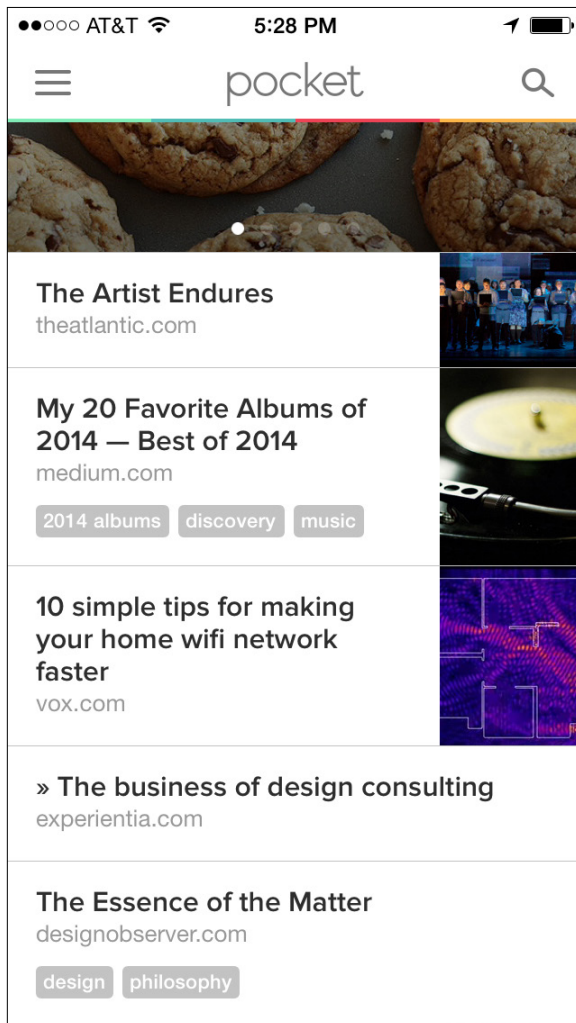 AT&T 5:28 PM
pocket
The Artist Endures
theatlantic.com
My 20 Favorite Albums of
2014 — Best of 2014
medium.com
2014 albums discovery music
10 simple tips for making
your home wifi network
faster
vox.com
» The business of design consulting
experientia.com
The Essence of the Matter
designobserver.com
design philosophy